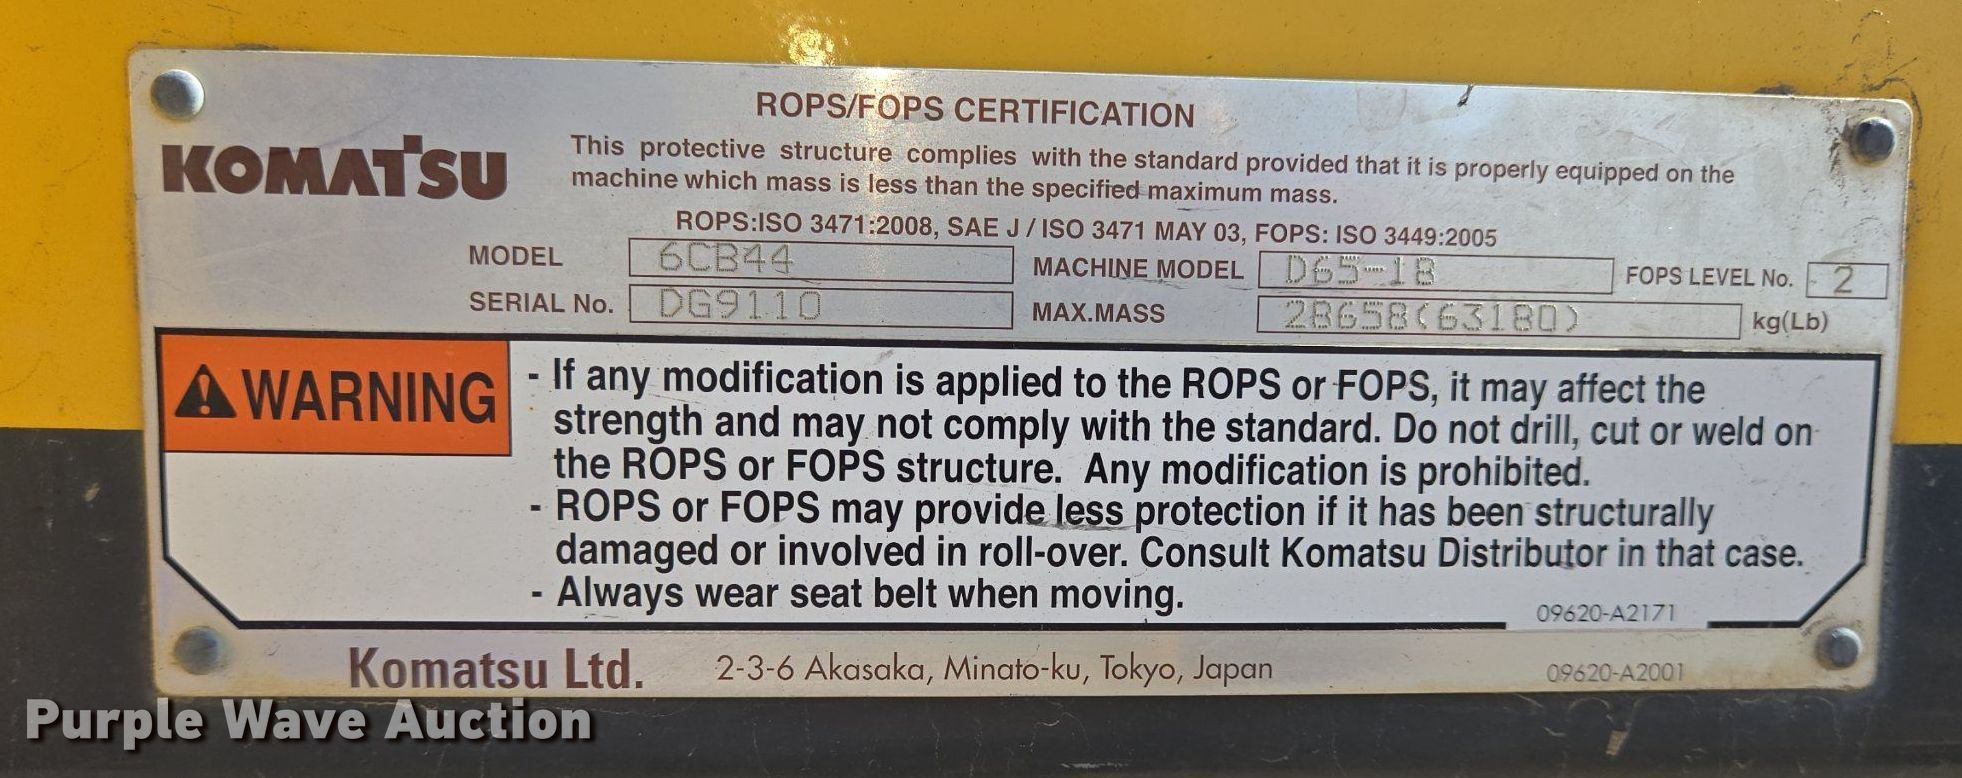 ROPS/FOPS CERTIFICATION
KOMATSU
This protective structure complies with the standard provided that it is properly equipped on the
machine which mass is less than the specified maximum mass.
ROPS:ISO 3471:2008, SAE J / ISO 3471 MAY 03, FOPS: ISO 3449:2005
MODEL 6CB44 MACHINE MODEL D65-18 FOPS LEVEL No. 2
SERIAL No. DG9110 MAX.MASS 28658(63180) kg(Lb)
WARNING
- If any modification is applied to the ROPS or FOPS, it may affect the
strength and may not comply with the standard. Do not drill, cut or weld on
the ROPS or FOPS structure. Any modification is prohibited.
- ROPS or FOPS may provide less protection if it has been structurally
damaged or involved in roll-over. Consult Komatsu Distributor in that case.
- Always wear seat belt when moving.
09620-A2171
Komatsu Ltd. 2-3-6 Akasaka, Minato-ku, Tokyo, Japan 09620-A2001
Purple Wave Auction